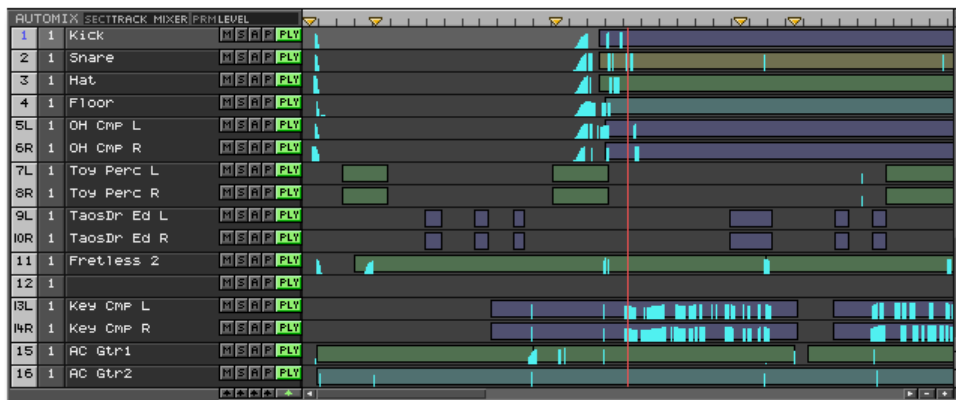 AUTOMIX SECTTRACK MIXER PRMLEVEL
1 1 Kick M S A P PLY
2 1 Snare M S A P PLY
3 1 Hat M S A P PLY
4 1 Floor M S A P PLY
5L 1 OH Cmp L M S A P PLY
6R 1 OH Cmp R M S A P PLY
7L 1 Toy Perc L M S A P PLY
8R 1 Toy Perc R M S A P PLY
9L 1 TaosDr Ed L M S A P PLY
10R 1 TaosDr Ed R M S A P PLY
11 1 Fretless 2 M S A P PLY
12 1 M S A P PLY
13L 1 Key Cmp L M S A P PLY
14R 1 Key Cmp R M S A P PLY
15 1 AC Gtr1 M S A P PLY
16 1 AC Gtr2 M S A P PLY